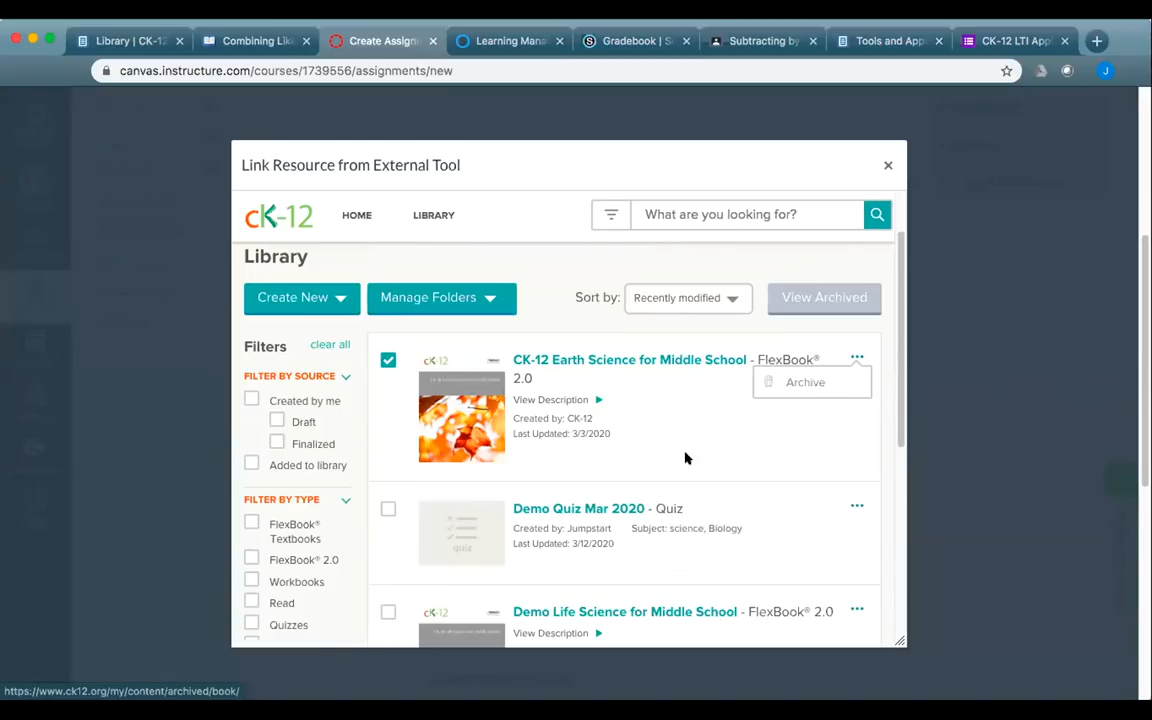 Library | CK-12
Combining Lik
Create Assign
Learning Mana
Gradebook | S
Subtracting by
Tools and App
CK-12 LTI App
canvas.instructure.com/courses/1739556/assignments/new
J
Link Resource from External Tool
cK-12
HOME
LIBRARY
What are you looking for?
Library
Create New
Manage Folders
Sort by:
Recently modified
View Archived
Filters
clear all
FILTER BY SOURCE
Created by me
Draft
Finalized
Added to library
FILTER BY TYPE
FlexBook®
Textbooks
FlexBook® 2.0
Workbooks
Read
Quizzes
cK-12
CK-12 Earth Science for Middle School - FlexBook®
2.0
Archive
View Description
Created by: CK-12
Last Updated: 3/3/2020
quiz
Demo Quiz Mar 2020 - Quiz
Created by: Jumpstart Subject: science, Biology
Last Updated: 3/12/2020
cK-12
Demo Life Science for Middle School - FlexBook® 2.0
View Description
https://www.ck12.org/my/content/archived/book/